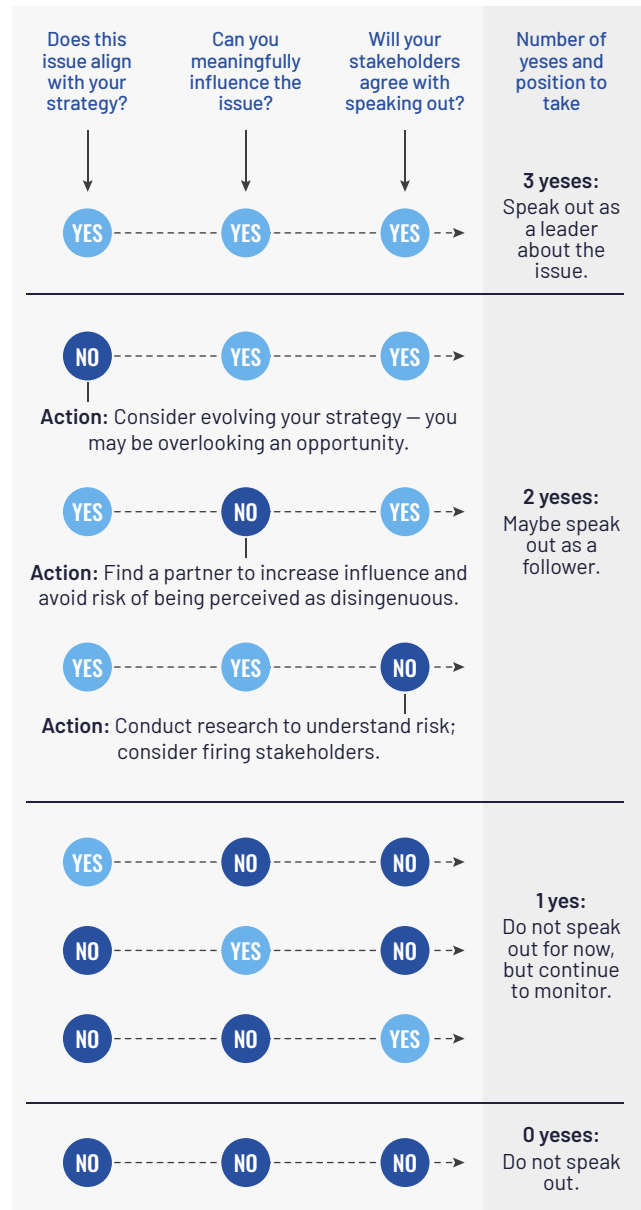 Does this
issue align
with your
strategy?
Can you
meaningfully
influence the
issue?
Will your
stakeholders
agree with
speaking out?
Number of
yeses and
position to
take
YES
YES
YES
3 yeses:
Speak out as
a leader
about the
issue.
NO
YES
YES
Action: Consider evolving your strategy — you
may be overlooking an opportunity.
YES
NO
YES
Action: Find a partner to increase influence and
avoid risk of being perceived as disingenuous.
YES
YES
NO
Action: Conduct research to understand risk;
consider firing stakeholders.
2 yeses:
Maybe speak
out as a
follower.
YES
NO
NO
NO
YES
NO
NO
NO
YES
1 yes:
Do not speak
out for now,
but continue
to monitor.
NO
NO
NO
0 yeses:
Do not speak
out.